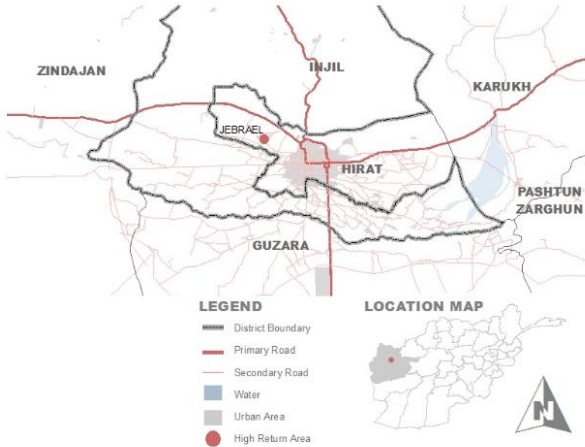 ZINDAJAN
INJIL
KARUKH
JEBRAEL
HIRAT
PASHTUN
ZARGHUN
GUZARA
LEGEND
District Boundary
Primary Road
Secondary Road
Water
Urban Area
High Return Area
LOCATION MAP
N